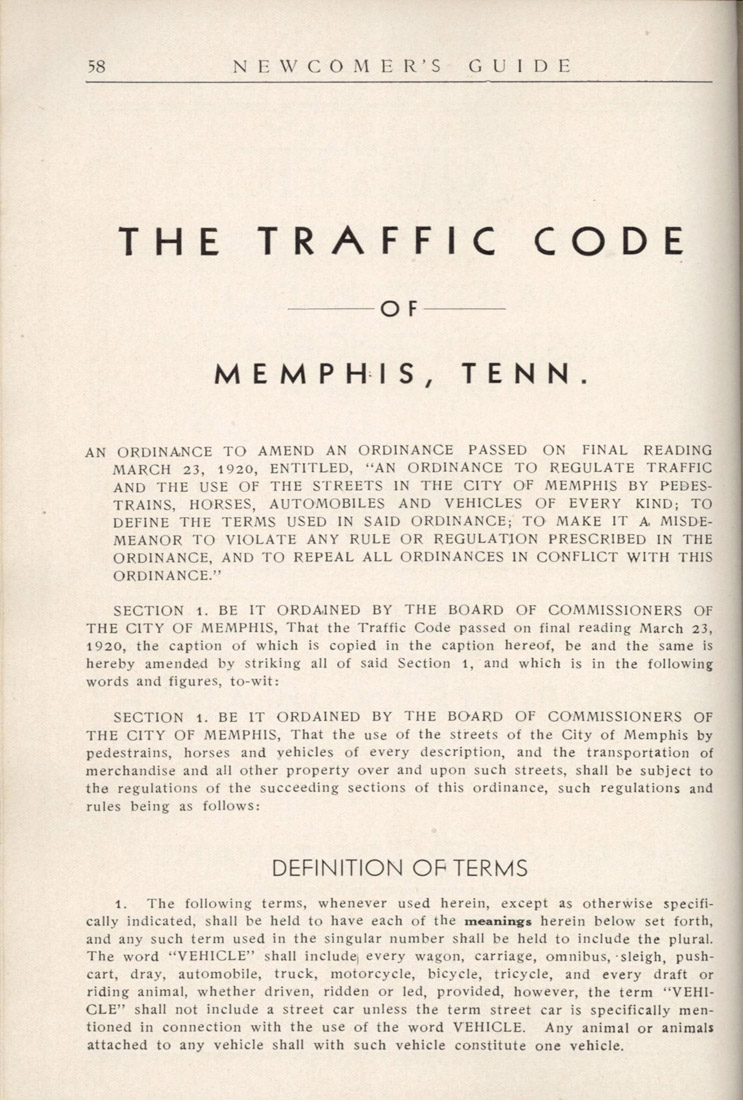 58 NEWCOMER'S GUIDE
THE TRAFFIC CODE
OF
MEMPHIS, TENN.
AN ORDINANCE TO AMEND AN ORDINANCE PASSED ON FINAL READING
MARCH 23, 1920, ENTITLED, “AN ORDINANCE TO REGULATE TRAFFIC
AND THE USE OF THE STREETS IN THE CITY OF MEMPHIS BY PEDES-
TRAINS, HORSES, AUTOMOBILES AND VEHICLES OF EVERY KIND; TO
DEFINE THE TERMS USED IN SAID ORDINANCE; TO MAKE IT A MISDE-
MEANOR TO VIOLATE ANY RULE OR REGULATION PRESCRIBED IN THE
ORDINANCE, AND TO REPEAL ALL ORDINANCES IN CONFLICT WITH THIS
ORDINANCE.”
SECTION 1. BE IT ORDAINED BY THE BOARD OF COMMISSIONERS OF
THE CITY OF MEMPHIS, That the Traffic Code passed on final reading March 23,
1920, the caption of which is copied in the caption hereof, be and the same is
hereby amended by striking all of said Section 1, and which is in the following
words and figures, to-wit:
SECTION 1. BE IT ORDAINED BY THE BOARD OF COMMISSIONERS OF
THE CITY OF MEMPHIS, That the use of the streets of the City of Memphis by
pedestrains, horses and vehicles of every description, and the transportation of
merchandise and all other property over and upon such streets, shall be subject to
the regulations of the succeeding sections of this ordinance, such regulations and
rules being as follows:
DEFINITION OF TERMS
1. The following terms, whenever used herein, except as otherwise specifi-
cally indicated, shall be held to have each of the meanings herein below set forth,
and any such term used in the singular number shall be held to include the plural.
The word “VEHICLE” shall include every wagon, carriage, omnibus, sleigh, push-
cart, dray, automobile, truck, motorcycle, bicycle, tricycle, and every draft or
riding animal, whether driven, ridden or led, provided, however, the term “VEHI-
CLE” shall not include a street car unless the term street car is specifically men-
tioned in connection with the use of the word VEHICLE. Any animal or animals
attached to any vehicle shall with such vehicle constitute one vehicle.